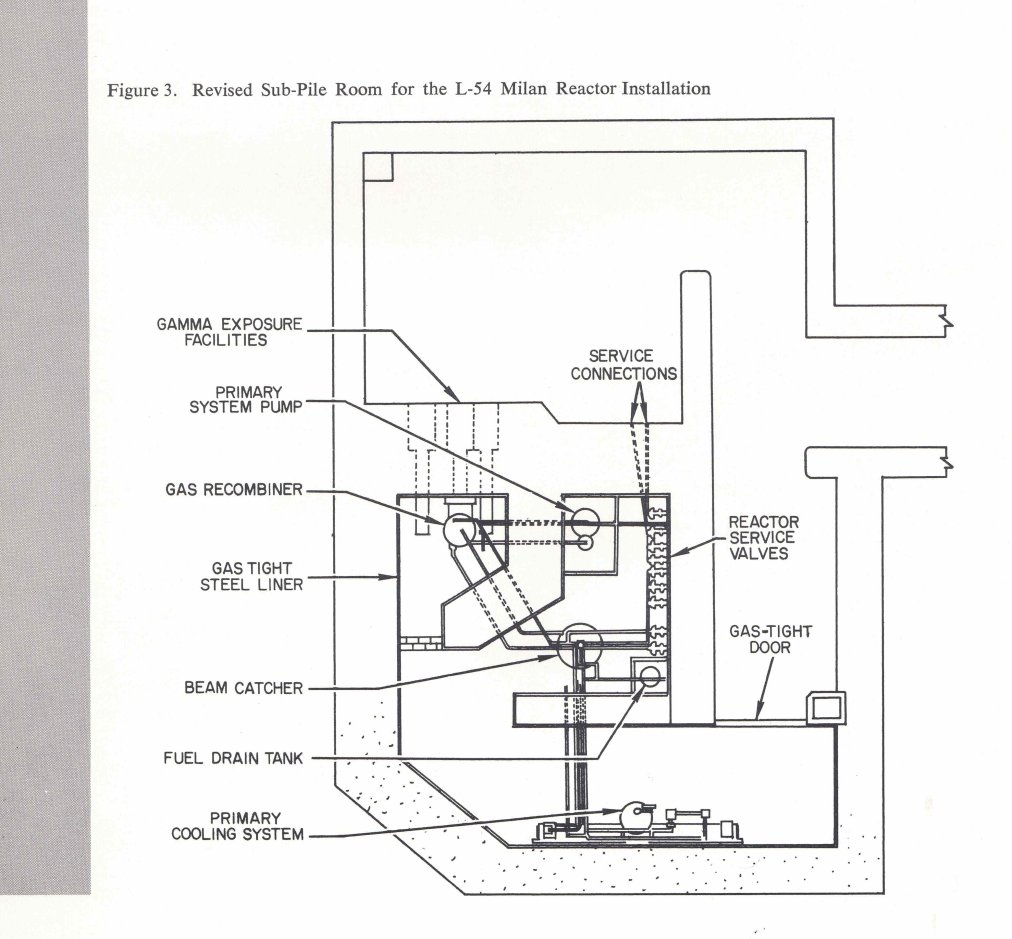 Figure 3. Revised Sub-Pile Room for the L-54 Milan Reactor Installation
GAMMA EXPOSURE
FACILITIES
SERVICE
CONNECTIONS
PRIMARY
SYSTEM PUMP
GAS RECOMBINER
REACTOR
SERVICE
VALVES
GAS TIGHT
STEEL LINER
GAS-TIGHT
DOOR
BEAM CATCHER
FUEL DRAIN TANK
PRIMARY
COOLING SYSTEM